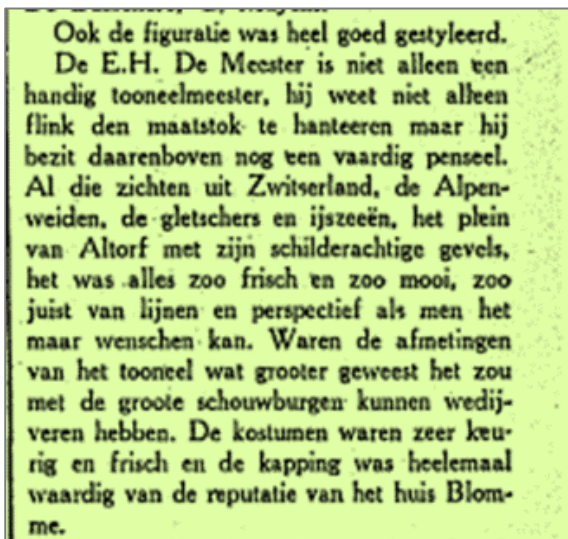 Ook de figuratie was heel goed gestyleerd.
De E.H. De Meester is niet alleen een
handig tooneelmeester, hij weet niet alleen
flink den maatstok te hanteeren maar hij
bezit daarenboven nog een vaardig penseel.
Al die zichten uit Zwitserland, de Alpen-
weiden, de gletschers en ijszeeën, het plein
van Altorf met zijn schilderachtige gevels,
het was alles zoo frisch en zoo mooi, zoo
juist van lijnen en perspectief als men het
maar wenschen kan. Waren de afmetingen
van het tooneel wat grooter geweest het zou
met de groote schouwburgen kunnen wedij-
veren hebben. De kostumen waren zeer keu-
rig en frisch en de kapping was heelemaal
waardig van de reputatie van het huis Blom-
me.